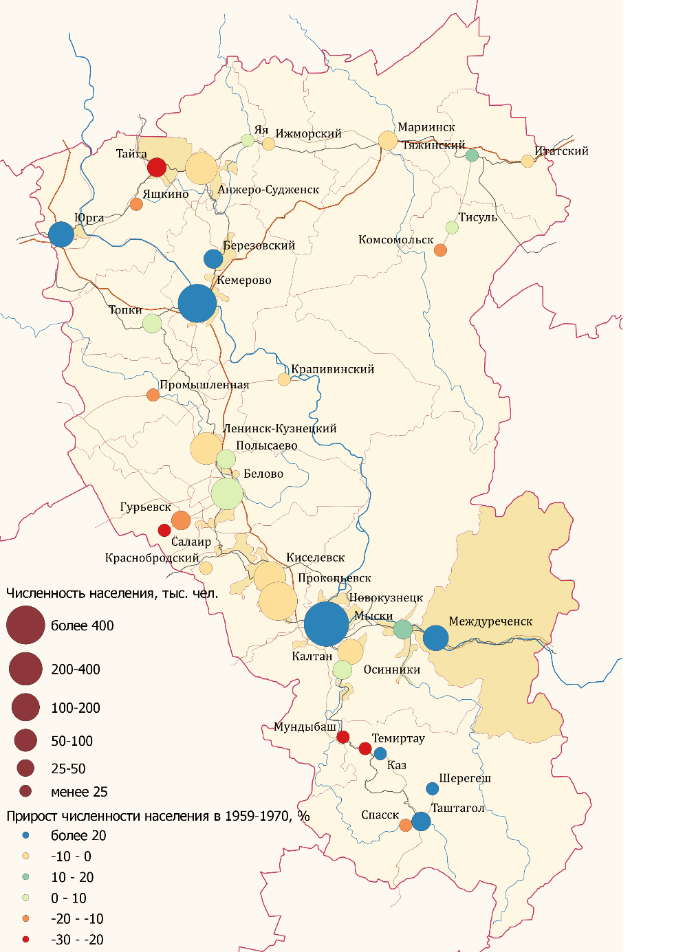 Яя
Ижморский
Мариинск
Тяжинский
Итатский
Тайга
Анжеро-Судженск
Яшкино
Юрга
Тисуль
Комсомольск
Березовский
Кемерово
Топки
Крапивинский
Промышленная
Ленинск-Кузнецкий
Полысаево
Белово
Гурьевск
Салаир
Краснобродский
Киселевск
Прокопьевск
Новокузнецк
Мыски
Междуреченск
Калтан
Осинники
Мундыбаш
Темиртау
Каз
Шерегеш
Таштагол
Спасск
Численность населения, тыс. чел.
более 400
200-400
100-200
50-100
25-50
менее 25
Прирост численности населения в 1959-1970, %
более 20
-10 - 0
10 - 20
0 - 10
-20 - -10
-30 - -20